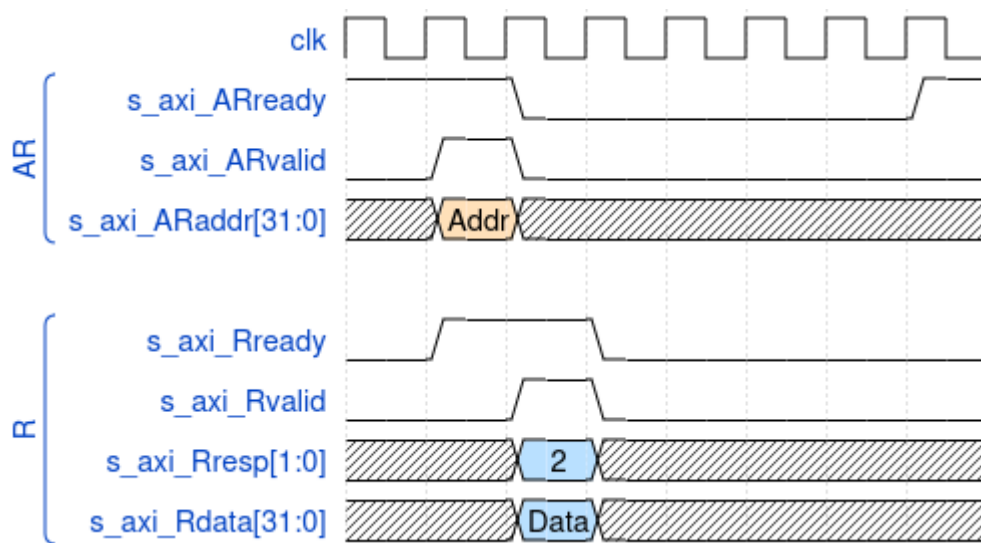 clk
AR
s_axi_ARready
s_axi_ARvalid
s_axi_ARaddr[31:0] Addr
R
s_axi_Rready
s_axi_Rvalid
s_axi_Rresp[1:0] 2
s_axi_Rdata[31:0] Data